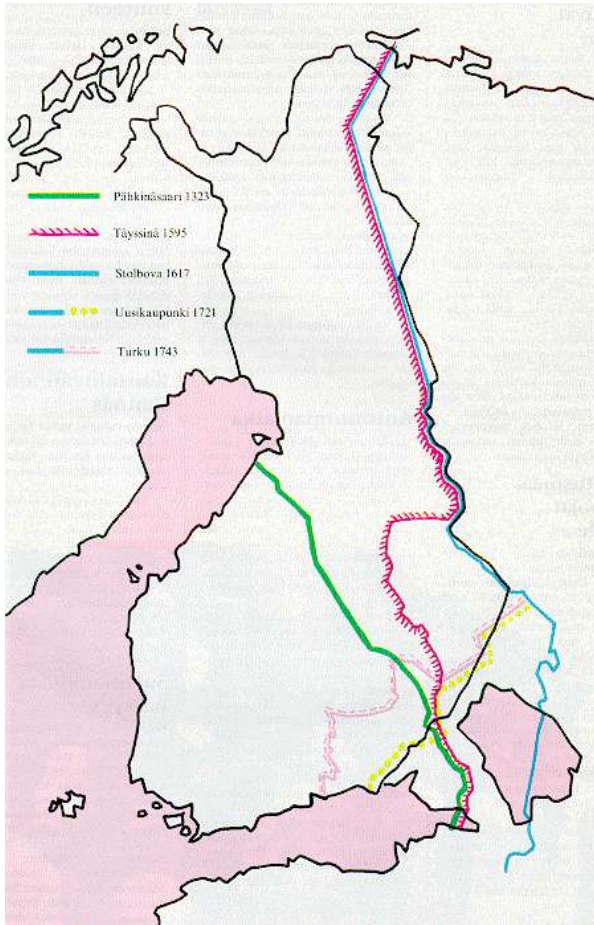 Pähkinäsaari 1323
Täyssinä 1595
Stolbova 1617
Uusikaupunki 1721
Turku 1743